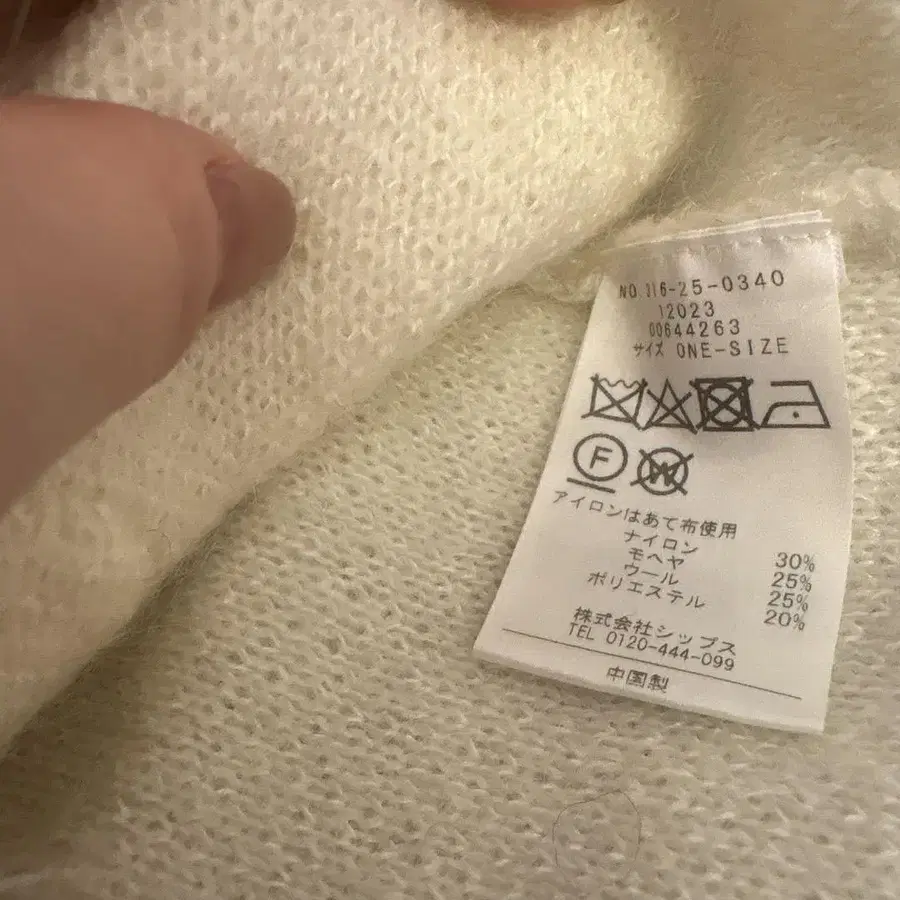 NO.116-25-0340
12023
00644263
サイズ ONE-SIZE
F W
アイロンはあて布使用
ナイロン 30%
モヘヤ 25%
ウール 25%
ポリエステル 20%
株式会社シップス
TEL 0120-444-099
中国製